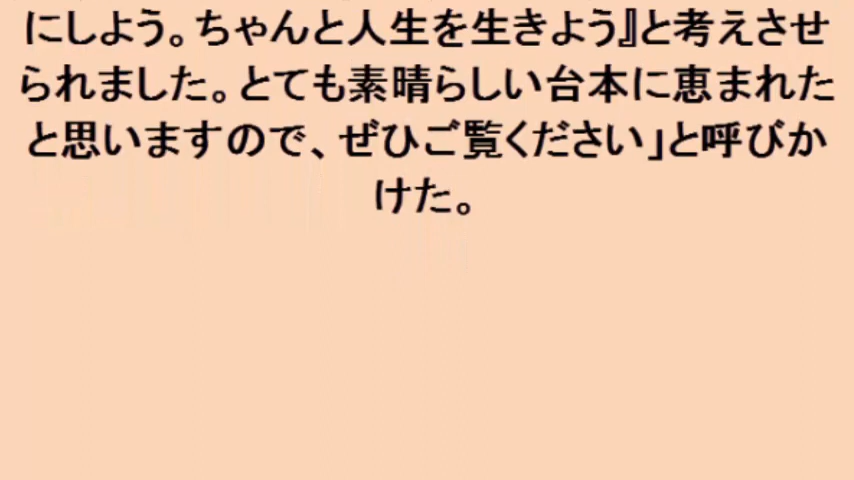 にしよう。ちゃんと人生を生きよう』と考えさせ
られました。とても素晴らしい台本に恵まれた
と思いますので、ぜひご覧ください」と呼びか
けた。